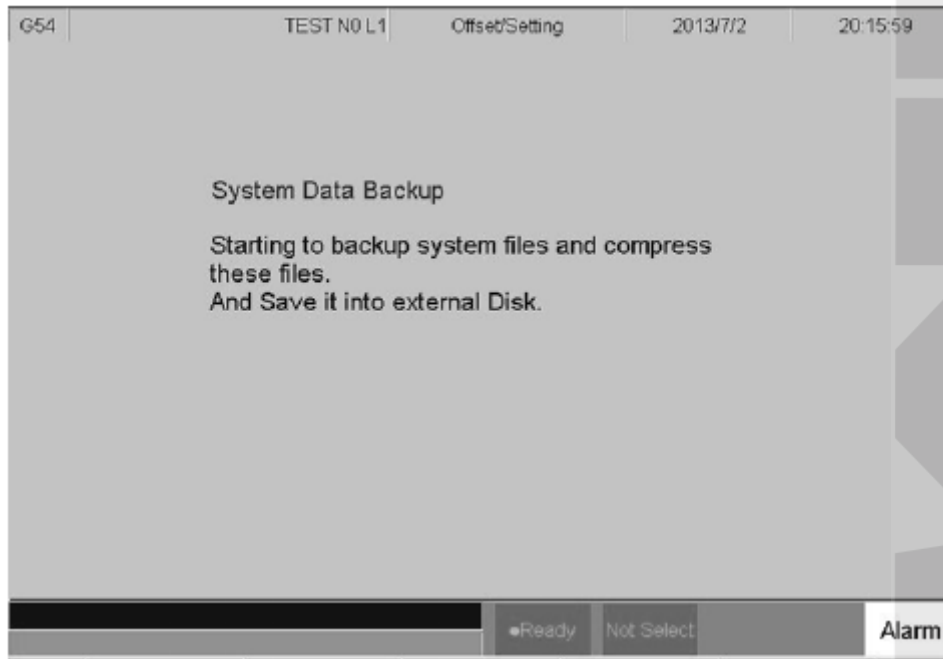 G54 TEST N0 L1 Offset/Setting 2013/7/2 20:15:59
System Data Backup
Starting to backup system files and compress
these files.
And Save it into external Disk.
●Ready Not Select Alarm